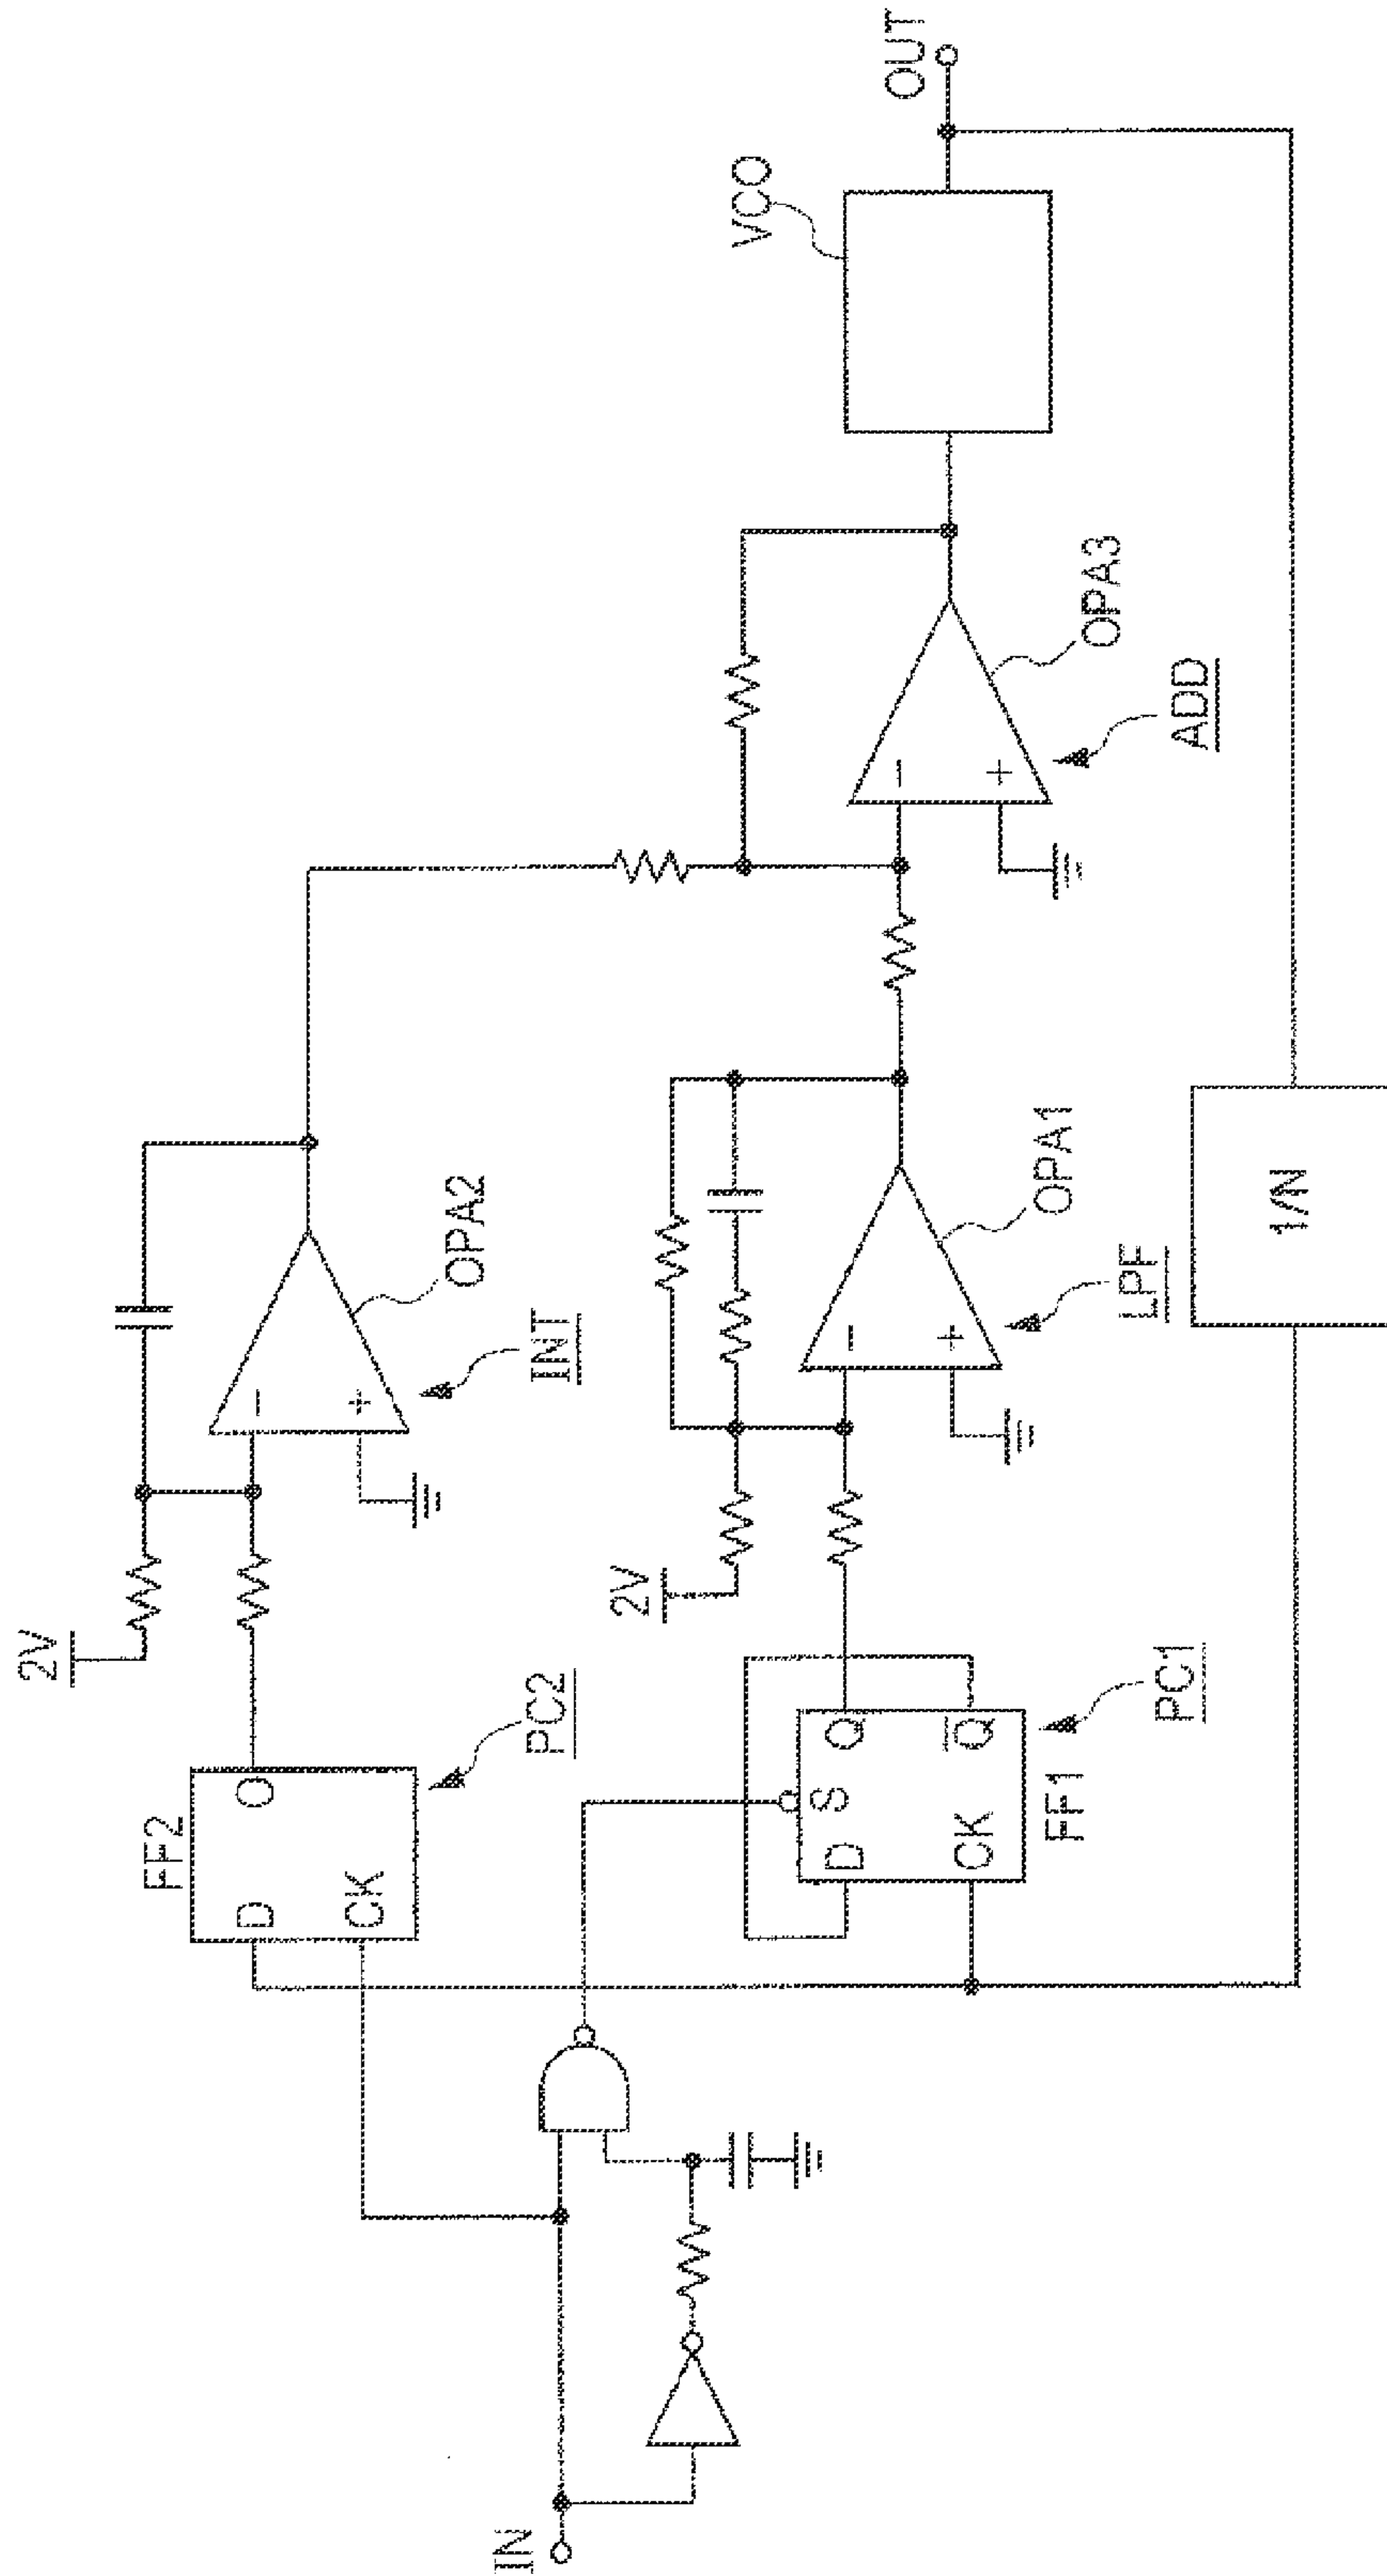 IN
2V
FF2
D
Q
CK
PC2
INT
OPA2
2V
D
S
Q
CK
Q̅
FF1
PC1
LPF
OPA1
ADD
OPA3
VCO
OUT
1/N